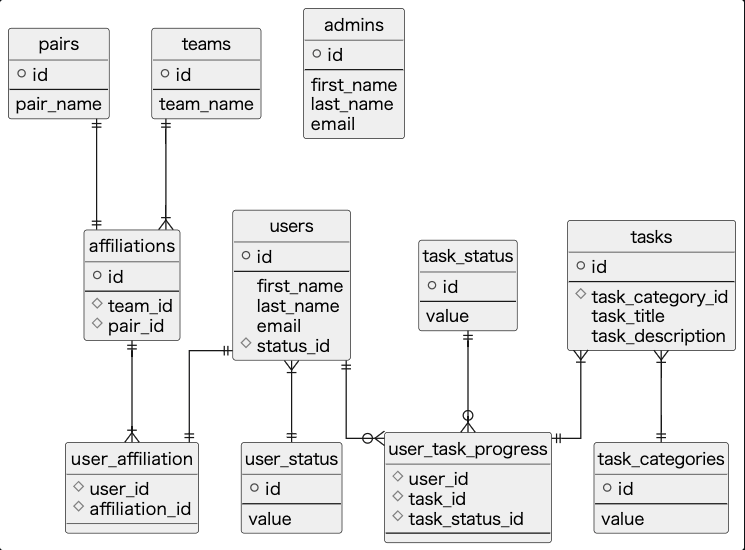 pairs
id
pair_name
teams
id
team_name
admins
id
first_name
last_name
email
affiliations
id
team_id
pair_id
users
id
first_name
last_name
email
status_id
task_status
id
value
tasks
id
task_category_id
task_title
task_description
user_affiliation
user_id
affiliation_id
user_status
id
value
user_task_progress
user_id
task_id
task_status_id
task_categories
id
value